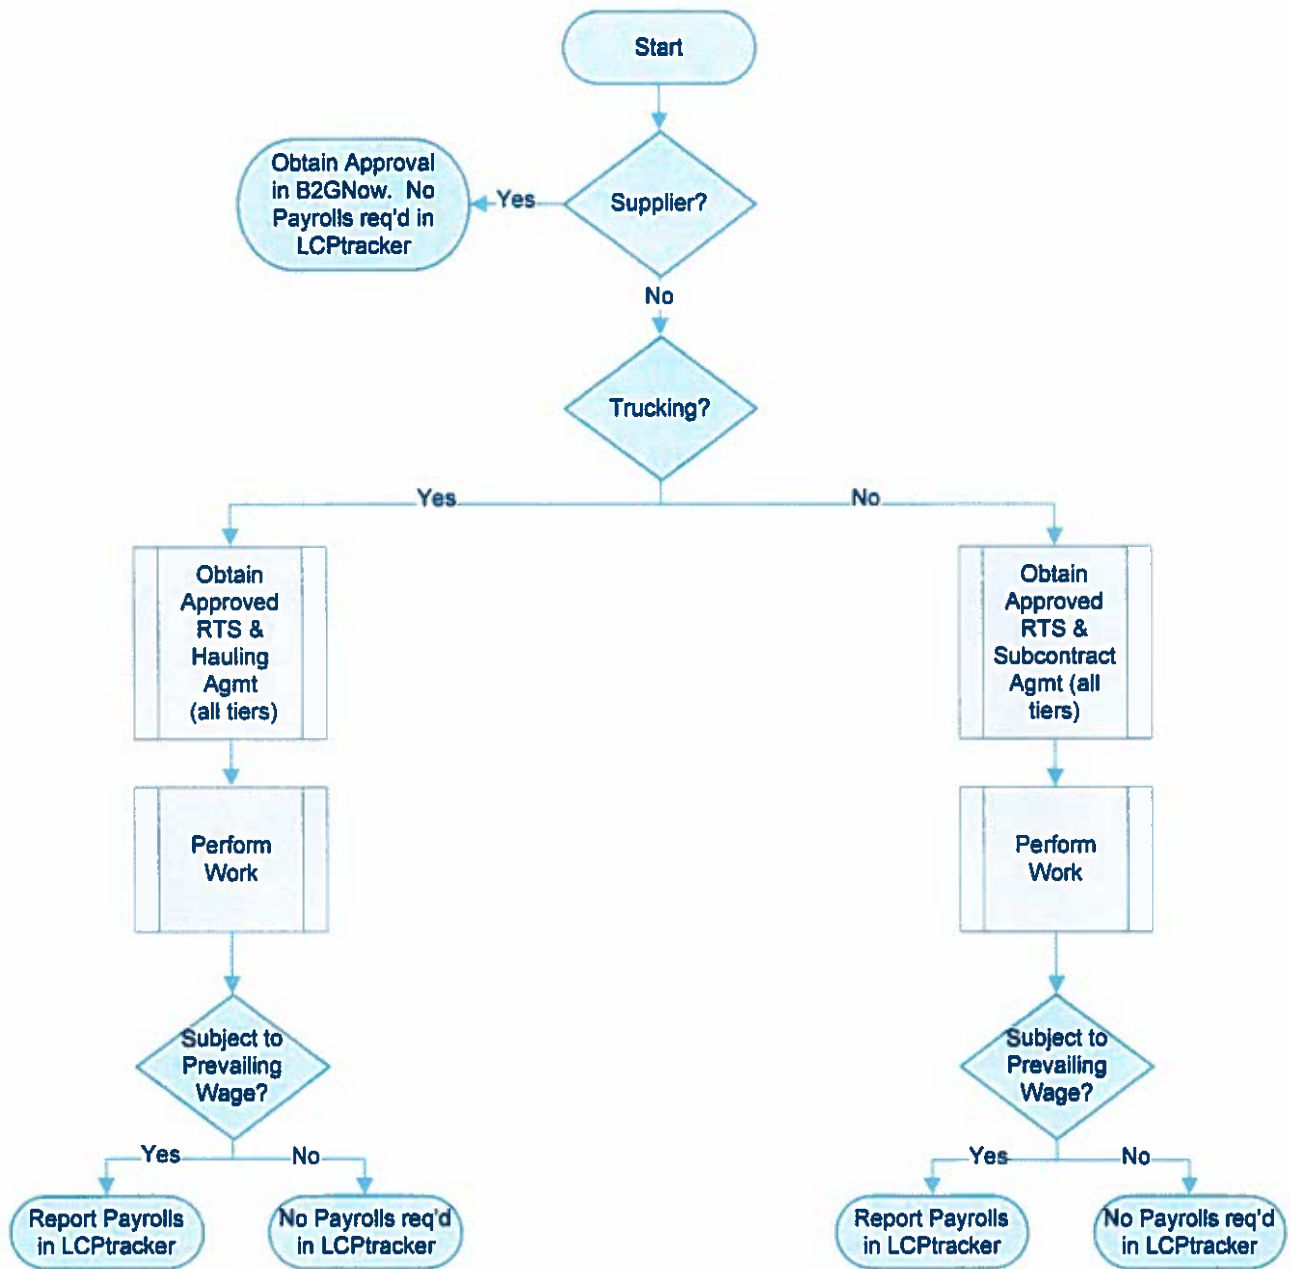 Start
Supplier?
Yes
Obtain Approval
in B2GNow.  No
Payrolls req'd in
LCPtracker
No
Trucking?
Yes
No
Obtain
Approved
RTS &
Hauling
Agmt
(all tiers)
Obtain
Approved
RTS &
Subcontract
Agmt (all
tiers)
Perform
Work
Perform
Work
Subject to
Prevailing
Wage?
Subject to
Prevailing
Wage?
Yes
No
Yes
No
Report Payrolls
in LCPtracker
No Payrolls req'd
in LCPtracker
Report Payrolls
in LCPtracker
No Payrolls req'd
in LCPtracker